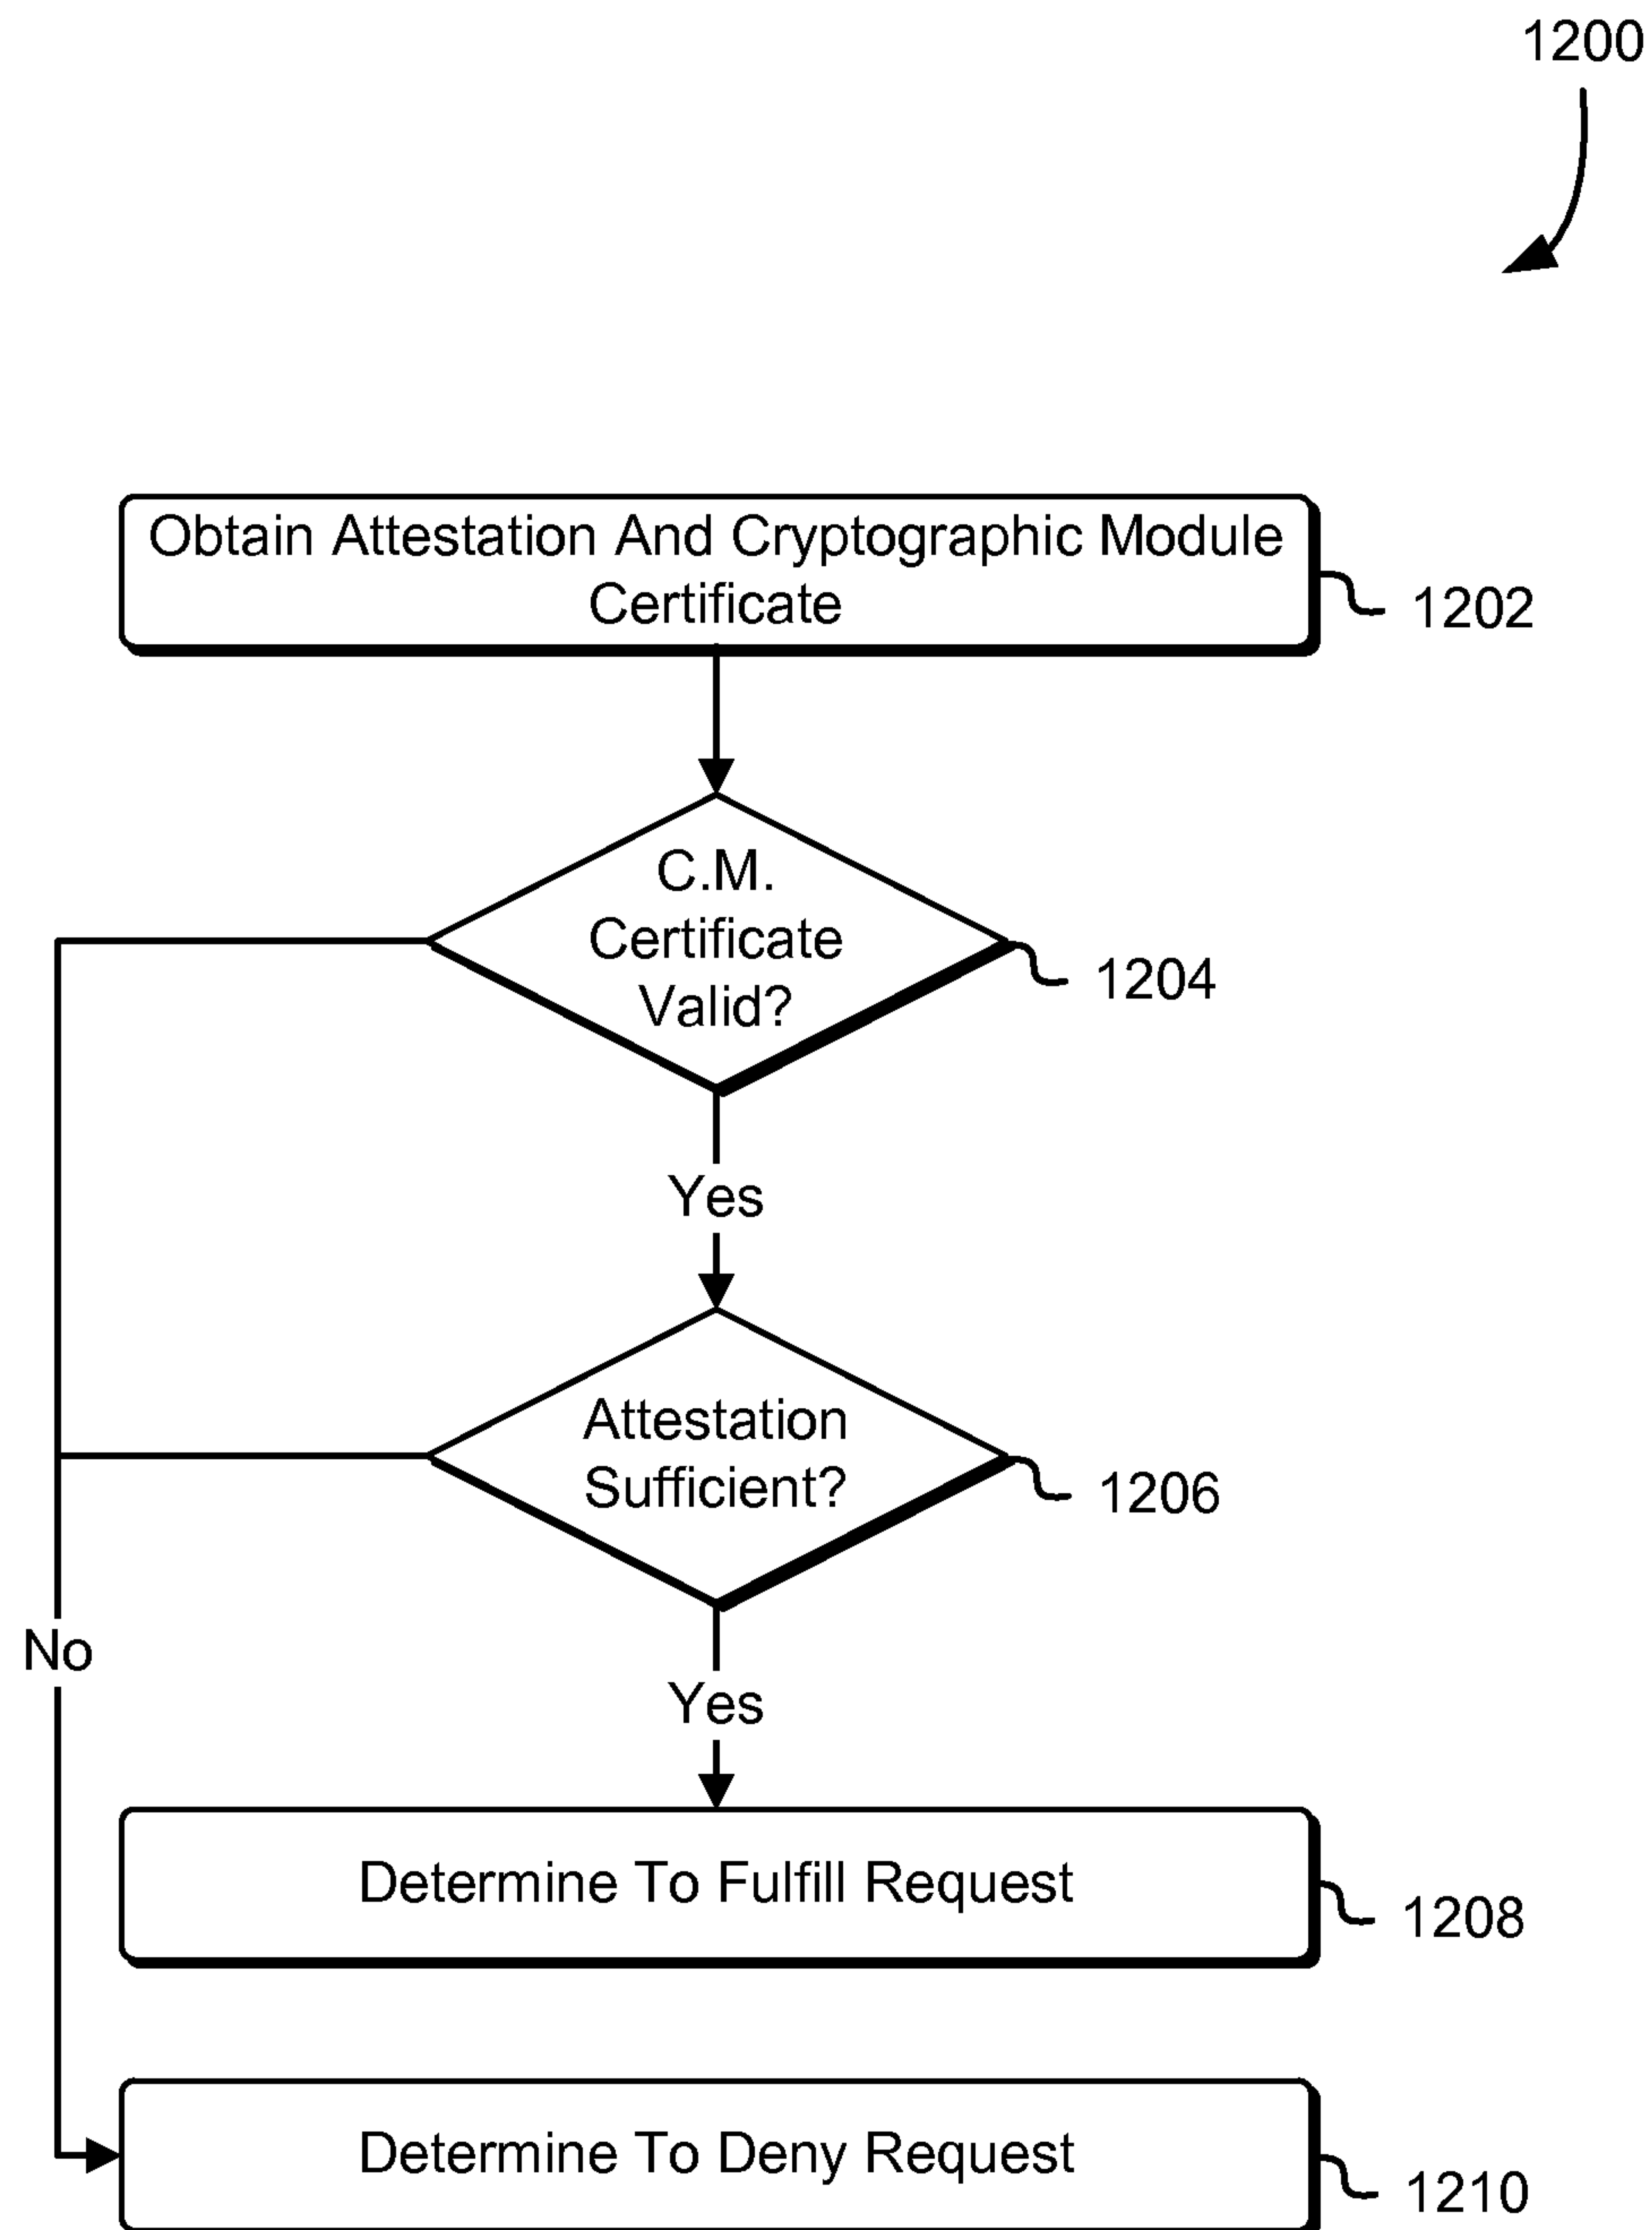 1200
Obtain Attestation And Cryptographic Module
Certificate
1202
C.M.
Certificate
Valid?
1204
Yes
Attestation
Sufficient?
1206
No
Yes
Determine To Fulfill Request
1208
Determine To Deny Request
1210